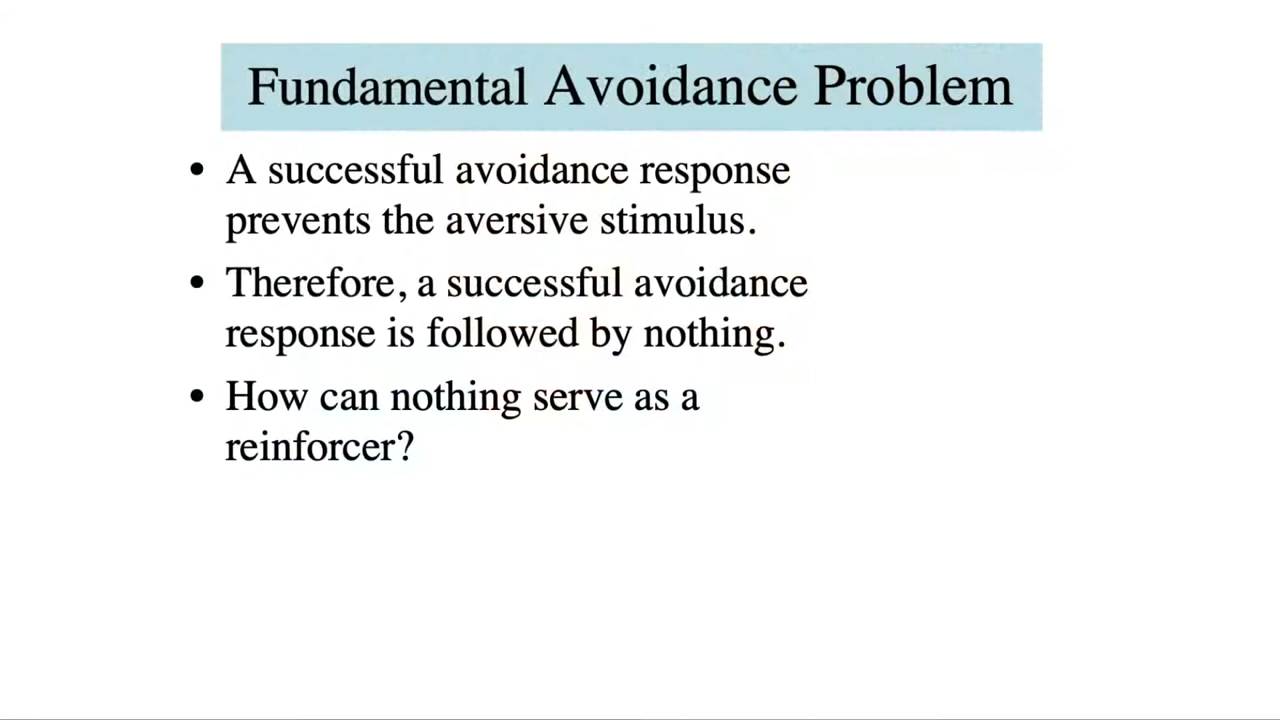 Fundamental Avoidance Problem
• A successful avoidance response
prevents the aversive stimulus.
• Therefore, a successful avoidance
response is followed by nothing.
• How can nothing serve as a
reinforcer?